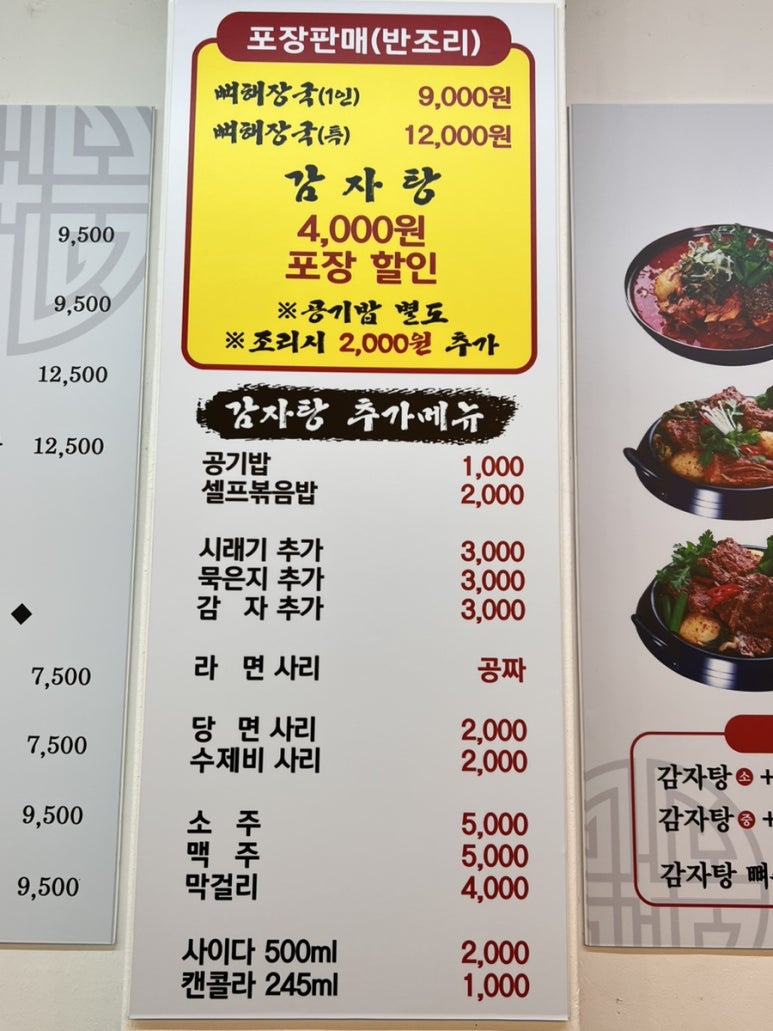 9,500
9,500
12,500
12,500
7,500
7,500
9,500
9,500
포장판매(반조리)
뼈해장국(1인) 9,000원
뼈해장국(특) 12,000원
감자탕
4,000원
포장 할인
※공기밥 별도
※조리시 2,000원 추가
감자탕 추가메뉴
공기밥 1,000
셀프볶음밥 2,000
시래기 추가 3,000
묵은지 추가 3,000
감 자 추가 3,000
라 면 사리 공짜
당 면 사리 2,000
수제비 사리 2,000
소 주 5,000
맥 주 5,000
막걸리 4,000
사이다 500ml 2,000
캔콜라 245ml 1,000
감자탕 소 +
감자탕 중 +
감자탕 뼈